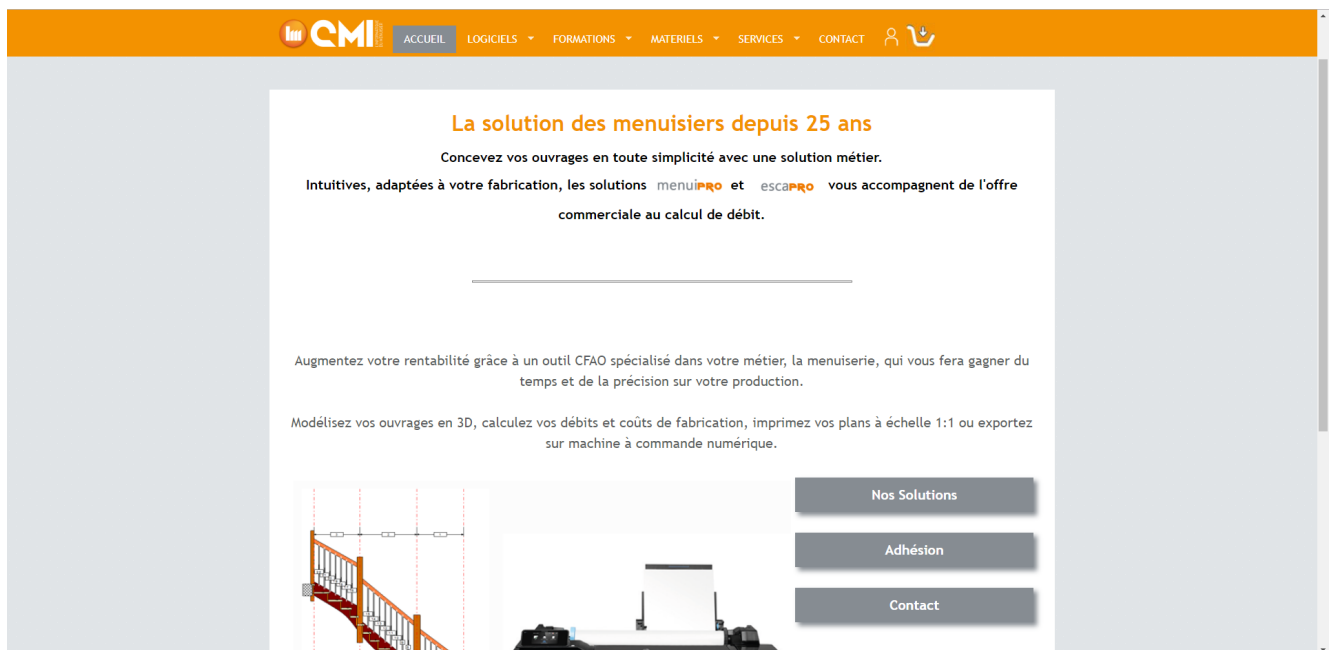 CMI
ACCUEIL LOGICIELS FORMATIONS MATERIELS SERVICES CONTACT
La solution des menuisiers depuis 25 ans
Concevez vos ouvrages en toute simplicité avec une solution métier.
Intuitives, adaptées à votre fabrication, les solutions menuiPRO et escaPRO vous accompagnent de l'offre
commerciale au calcul de débit.
Augmentez votre rentabilité grâce à un outil CFAO spécialisé dans votre métier, la menuiserie, qui vous fera gagner du
temps et de la précision sur votre production.
Modélisez vos ouvrages en 3D, calculez vos débits et coûts de fabrication, imprimez vos plans à échelle 1:1 ou exportez
sur machine à commande numérique.
Nos Solutions
Adhésion
Contact